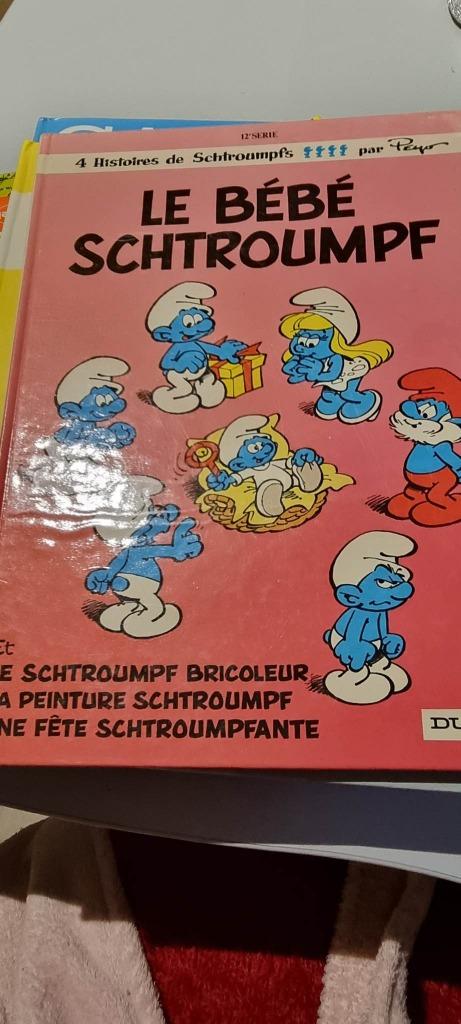 12e SERIE
4 Histoires de Schtroumpfs par Peyo
LE BÉBÉ
SCHTROUMPF
Et
E SCHTROUMPF BRICOLEUR
A PEINTURE SCHTROUMPF
NE FÊTE SCHTROUMPFANTE
DU